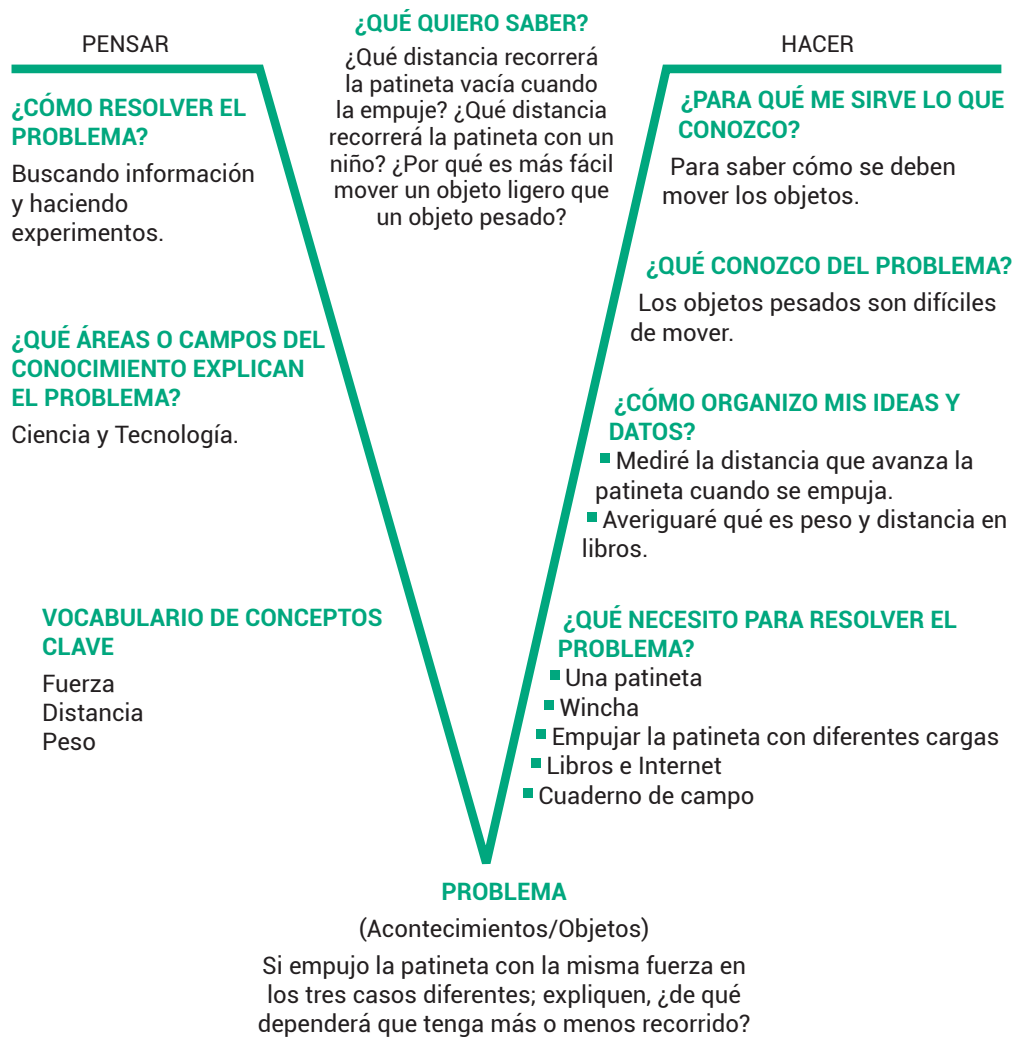 PENSAR
¿CÓMO RESOLVER EL
PROBLEMA?
Buscando información
y haciendo
experimentos.
¿QUÉ ÁREAS O CAMPOS DEL
CONOCIMIENTO EXPLICAN
EL PROBLEMA?
Ciencia y Tecnología.
VOCABULARIO DE CONCEPTOS
CLAVE
Fuerza
Distancia
Peso
¿QUÉ QUIERO SABER?
¿Qué distancia recorrerá
la patineta vacía cuando
la empuje? ¿Qué distancia
recorrerá la patineta con un
niño? ¿Por qué es más fácil
mover un objeto ligero que
un objeto pesado?
HACER
¿PARA QUÉ ME SIRVE LO QUE
CONOZCO?
Para saber cómo se deben
mover los objetos.
¿QUÉ CONOZCO DEL PROBLEMA?
Los objetos pesados son difíciles
de mover.
¿CÓMO ORGANIZO MIS IDEAS Y
DATOS?
▪ Mediré la distancia que avanza la
patineta cuando se empuja.
▪ Averiguaré qué es peso y distancia en
libros.
¿QUÉ NECESITO PARA RESOLVER EL
PROBLEMA?
▪ Una patineta
▪ Wincha
▪ Empujar la patineta con diferentes cargas
▪ Libros e Internet
▪ Cuaderno de campo
PROBLEMA
(Acontecimientos/Objetos)
Si empujo la patineta con la misma fuerza en
los tres casos diferentes; expliquen, ¿de qué
dependerá que tenga más o menos recorrido?